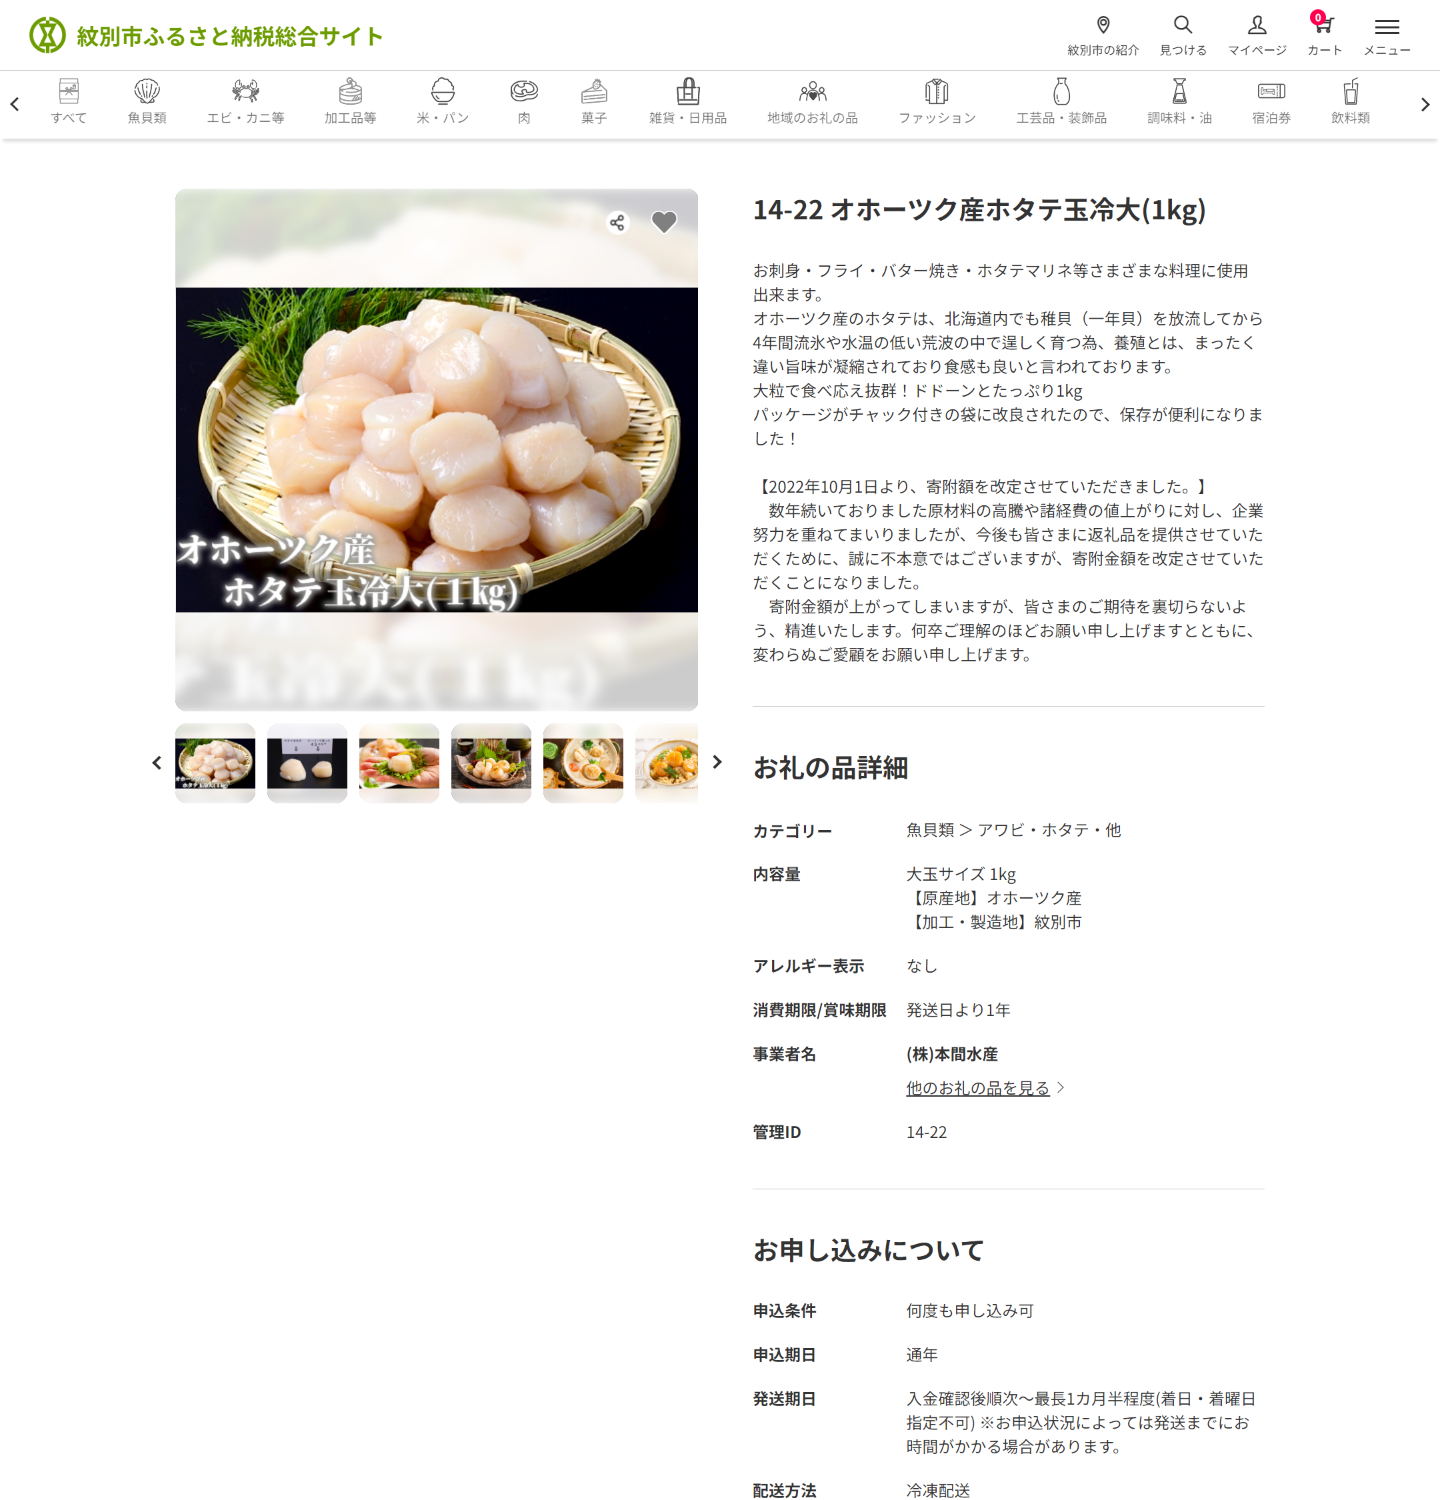 紋別市ふるさと納税総合サイト
紋別市の紹介
見つける
マイページ
0
カート
メニュー
すべて
魚貝類
エビ・カニ等
加工品等
米・パン
肉
菓子
雑貨・日用品
地域のお礼の品
ファッション
工芸品・装飾品
調味料・油
宿泊券
飲料類
オホーツク産
ホタテ玉冷大(1kg)
14-22 オホーツク産ホタテ玉冷大(1kg)
お刺身・フライ・バター焼き・ホタテマリネ等さまざまな料理に使用
出来ます。
オホーツク産のホタテは、北海道内でも稚貝（一年貝）を放流してから
4年間流氷や水温の低い荒波の中で逞しく育つ為、養殖とは、まったく
違い旨味が凝縮されており食感も良いと言われております。
大粒で食べ応え抜群！ドドーンとたっぷり1kg
パッケージがチャック付きの袋に改良されたので、保存が便利になりま
した！
【2022年10月1日より、寄附額を改定させていただきました。】
数年続いておりました原材料の高騰や諸経費の値上がりに対し、企業
努力を重ねてまいりましたが、今後も皆さまに返礼品を提供させていた
だくために、誠に不本意ではございますが、寄附金額を改定させていた
だくことになりました。
寄附金額が上がってしまいますが、皆さまのご期待を裏切らないよ
う、精進いたします。何卒ご理解のほどお願い申し上げますとともに、
変わらぬご愛顧をお願い申し上げます。
お礼の品詳細
カテゴリー
魚貝類 ＞ アワビ・ホタテ・他
内容量
大玉サイズ 1kg
【原産地】オホーツク産
【加工・製造地】紋別市
アレルギー表示
なし
消費期限/賞味期限
発送日より1年
事業者名
(株)本間水産
他のお礼の品を見る
管理ID
14-22
お申し込みについて
申込条件
何度も申し込み可
申込期日
通年
発送期日
入金確認後順次〜最長1カ月半程度(着日・着曜日
指定不可) ※お申込状況によっては発送までにお
時間がかかる場合があります。
配送方法
冷凍配送